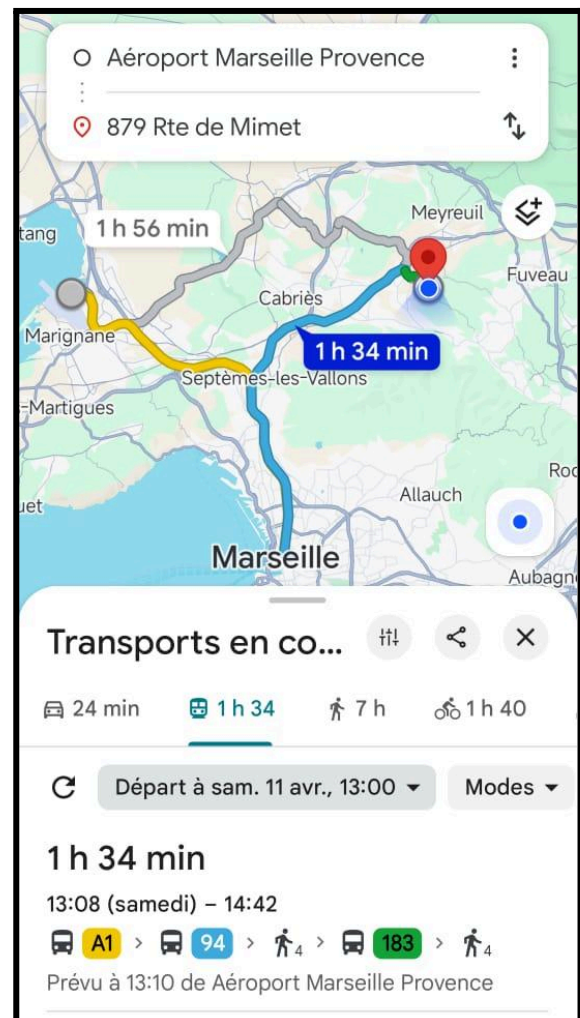 Aéroport Marseille Provence
879 Rte de Mimet
Meyreuil
tang
1 h 56 min
Fuveau
Cabriès
Marignane
1 h 34 min
Septèmes-les-Vallons
-Martigues
Roc
uet
Allauch
Marseille
Aubagn
Transports en co...
24 min 1 h 34 7 h 1 h 40
Départ à sam. 11 avr., 13:00 Modes
1 h 34 min
13:08 (samedi) – 14:42
A1 > 94 > 4 > 183 > 4
Prévu à 13:10 de Aéroport Marseille Provence